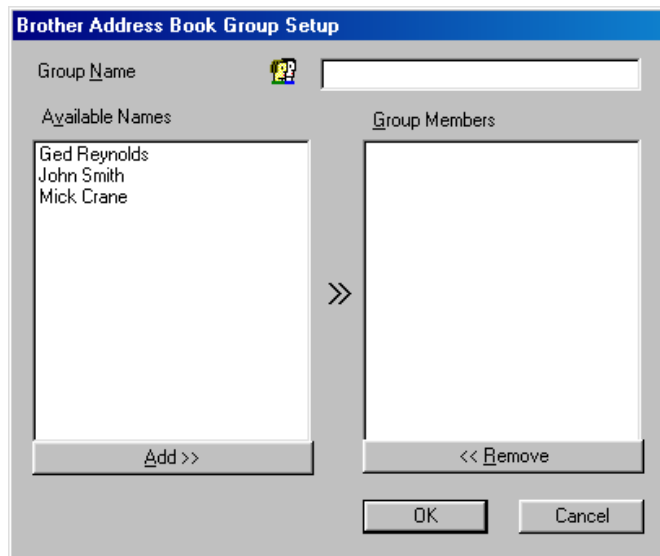 Brother Address Book Group Setup
Group Name
Available Names
Group Members
Ged Reynolds
John Smith
Mick Crane
Add >>
<< Remove
OK
Cancel